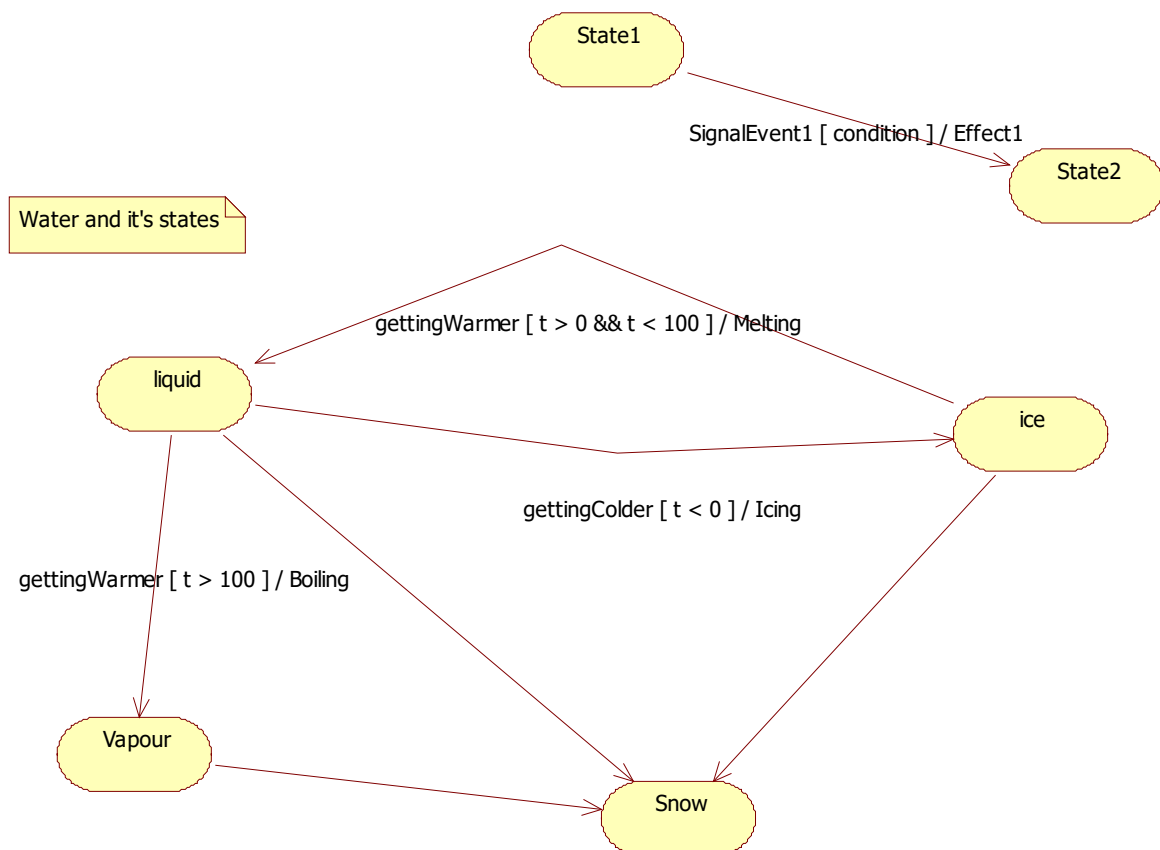 State1
SignalEvent1 [ condition ] / Effect1
State2
Water and it's states
gettingWarmer [ t > 0 && t < 100 ] / Melting
liquid
ice
gettingColder [ t < 0 ] / Icing
gettingWarmer [ t > 100 ] / Boiling
Vapour
Snow